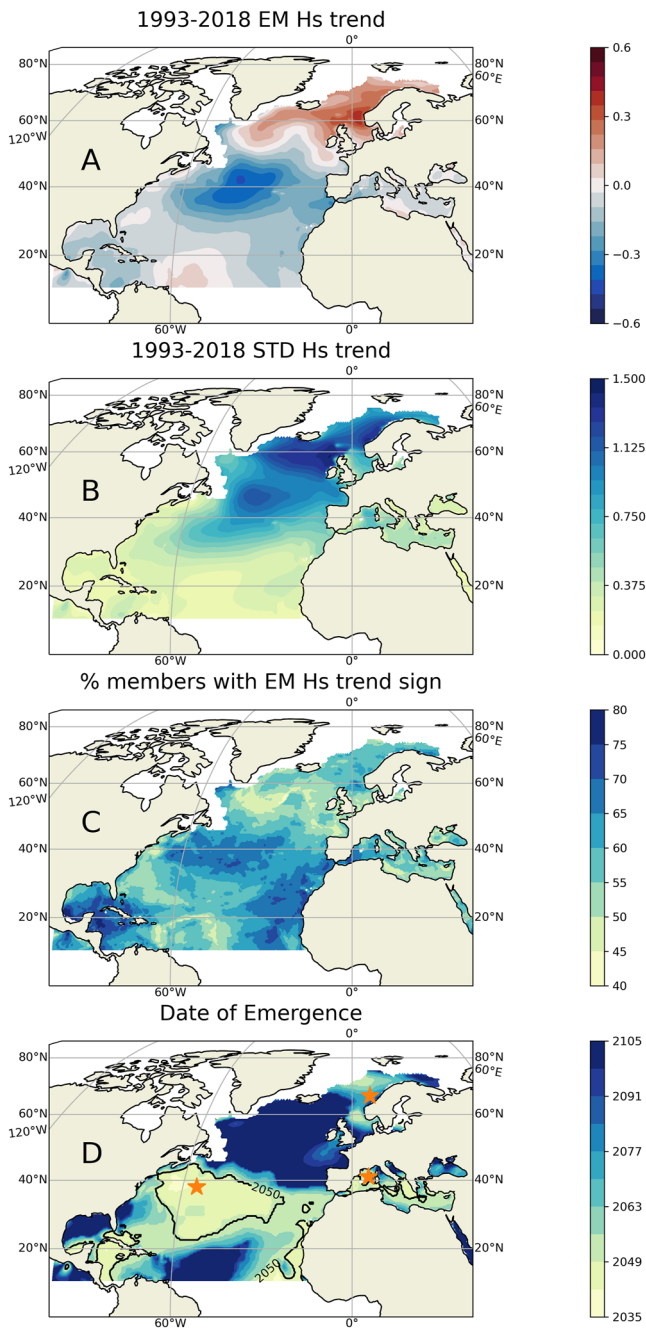 1993-2018 EM Hs trend
0°
80°N
60°E
60°N
120°W
40°N
20°N
60°W
0°
80°N
60°E
60°N
40°N
20°N
A
0.6
0.3
0.0
−0.3
−0.6
1993-2018 STD Hs trend
0°
80°N
60°E
60°N
120°W
40°N
20°N
60°W
0°
80°N
60°E
60°N
40°N
20°N
B
1.500
1.125
0.750
0.375
0.000
% members with EM Hs trend sign
0°
80°N
60°E
60°N
120°W
40°N
20°N
60°W
0°
80°N
60°N
40°N
20°N
C
80
75
70
65
60
55
50
45
40
Date of Emergence
0°
80°N
60°E
60°N
120°W
40°N
20°N
60°W
0°
80°N
60°N
40°N
20°N
D
2050
2050
2105
2091
2077
2063
2049
2035